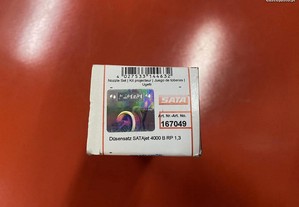 4 027533 144632
Nozzle Set | Kit projecteur | Juego de toberas |
Ugelli
SATA
Art. Nr./Art. No.
167049
Düsensatz SATAjet 4000 B RP 1,3